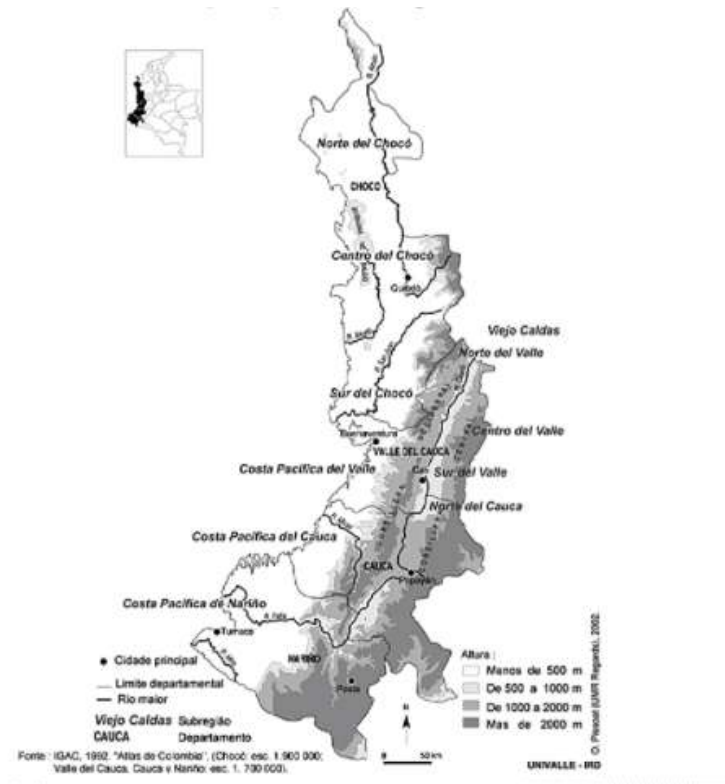 Norte del Chocó
CHOCO
Centro del Chocó
Quibdó
Viejo Caldas
Norte del Valle
Sur del Chocó
Buenaventura
Centro del Valle
VALLE DEL CAUCA
Costa Pacífica del Valle
Cali
Sur del Valle
Norte del Cauca
Costa Pacífica del Cauca
CAUCA
Popayán
Costa Pacífica de Nariño
Tumaco
NARIÑO
Pasto
Cidade principal
Limite departamental
Rio maior
Viejo Caldas Subregião
CAUCA Departamento
Altura :
Menos de 500 m
De 500 a 1000 m
De 1000 a 2000 m
Mas de 2000 m
N
0 50 km
O. Pissoat (UMR Regards), 2002.
Fonte : IGAC, 1992. "Atlas de Colombia", (Chocó: esc. 1.900 000;
Valle del Cauca, Cauca y Nariño: esc. 1. 700 000).
UNIVALLE - IRD